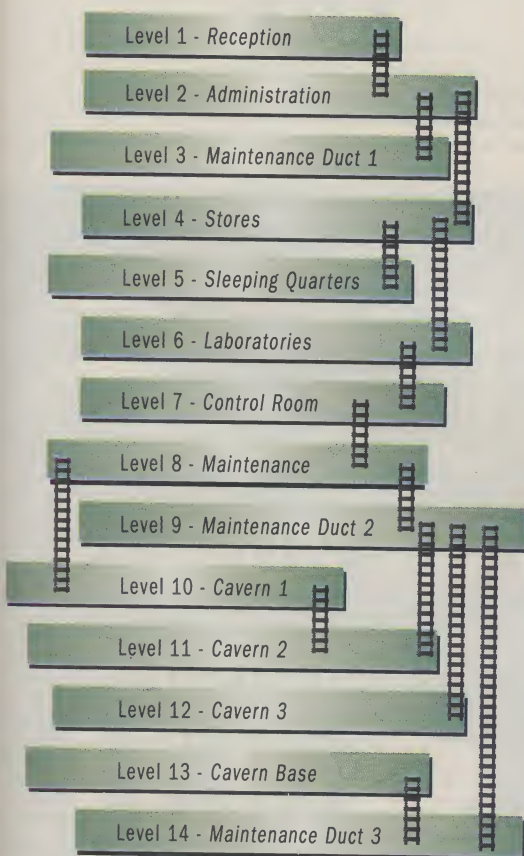 Level 1 - Reception
Level 2 - Administration
Level 3 - Maintenance Duct 1
Level 4 - Stores
Level 5 - Sleeping Quarters
Level 6 - Laboratories
Level 7 - Control Room
Level 8 - Maintenance
Level 9 - Maintenance Duct 2
Level 10 - Cavern 1
Level 11 - Cavern 2
Level 12 - Cavern 3
Level 13 - Cavern Base
Level 14 - Maintenance Duct 3